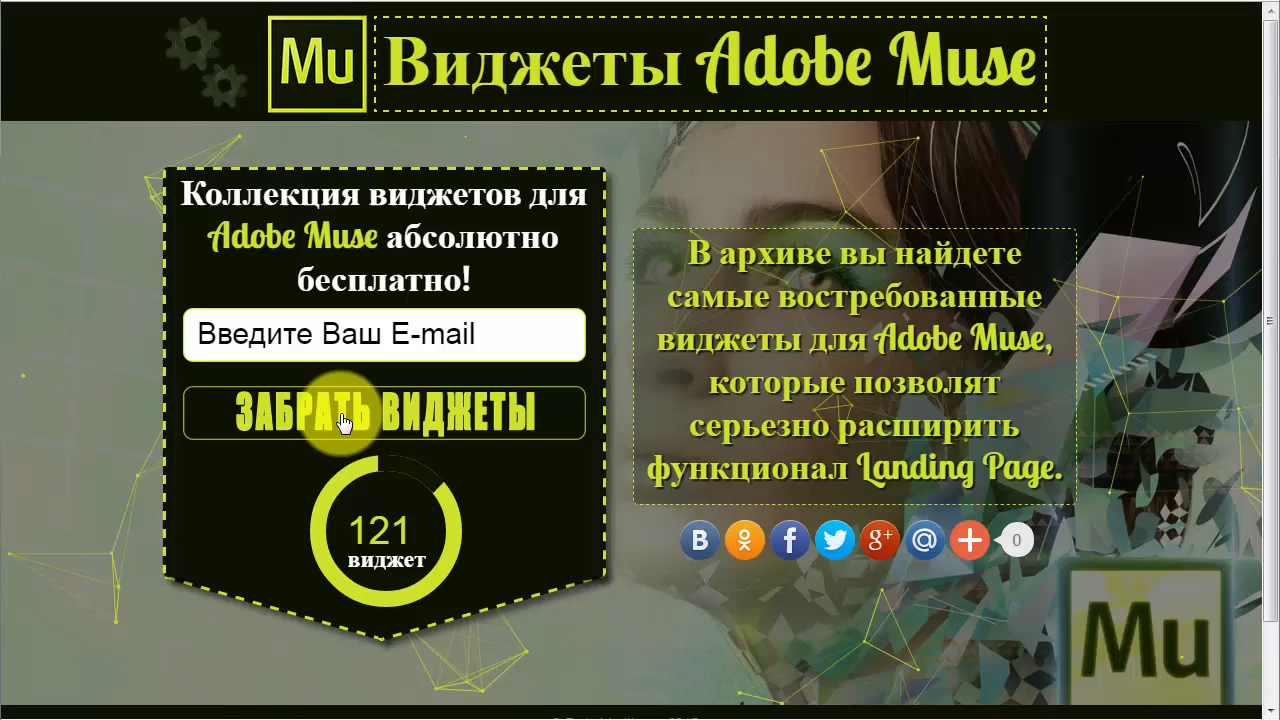 Mu
Виджеты Adobe Muse
Коллекция виджетов для
Adobe Muse абсолютно
бесплатно!
Введите Ваш E-mail
ЗАБРАТЬ ВИДЖЕТЫ
121
виджет
В архиве вы найдете
самые востребованные
виджеты для Adobe Muse,
которые позволят
серьезно расширить
функционал Landing Page.
0
Mu